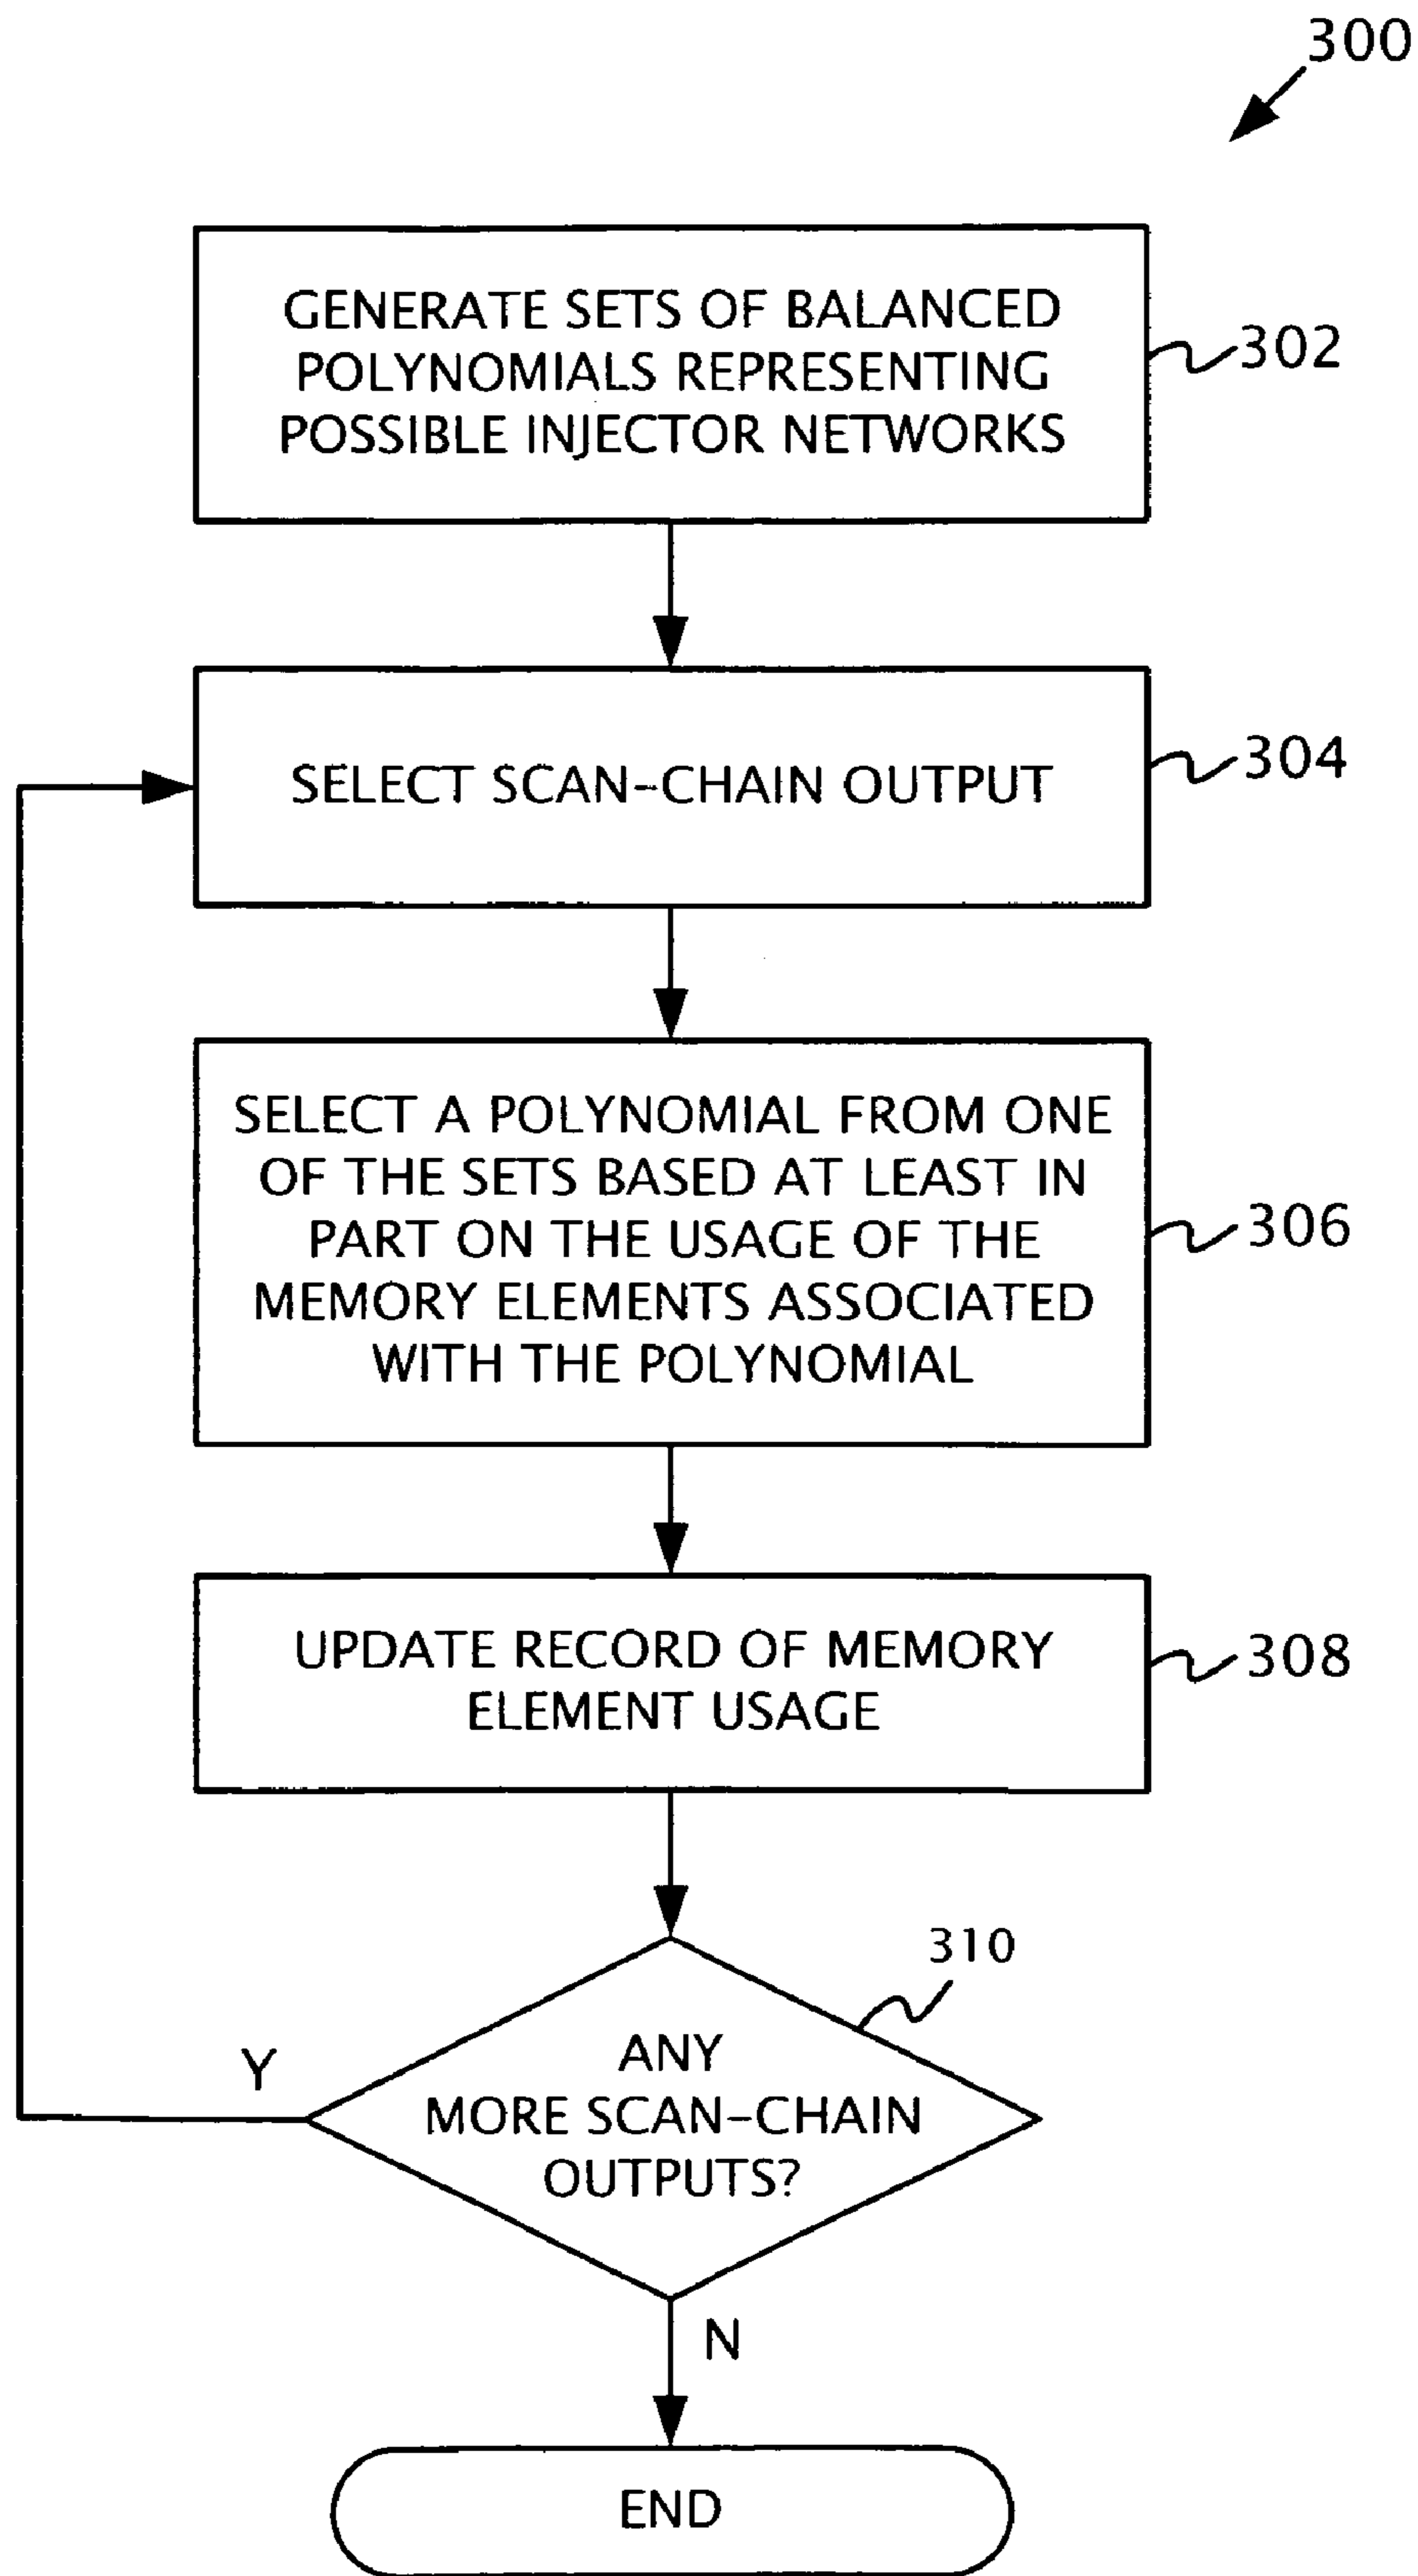 300
GENERATE SETS OF BALANCED
POLYNOMIALS REPRESENTING
POSSIBLE INJECTOR NETWORKS
302
SELECT SCAN-CHAIN OUTPUT
304
SELECT A POLYNOMIAL FROM ONE
OF THE SETS BASED AT LEAST IN
PART ON THE USAGE OF THE
MEMORY ELEMENTS ASSOCIATED
WITH THE POLYNOMIAL
306
UPDATE RECORD OF MEMORY
ELEMENT USAGE
308
310
ANY
MORE SCAN-CHAIN
OUTPUTS?
Y
N
END